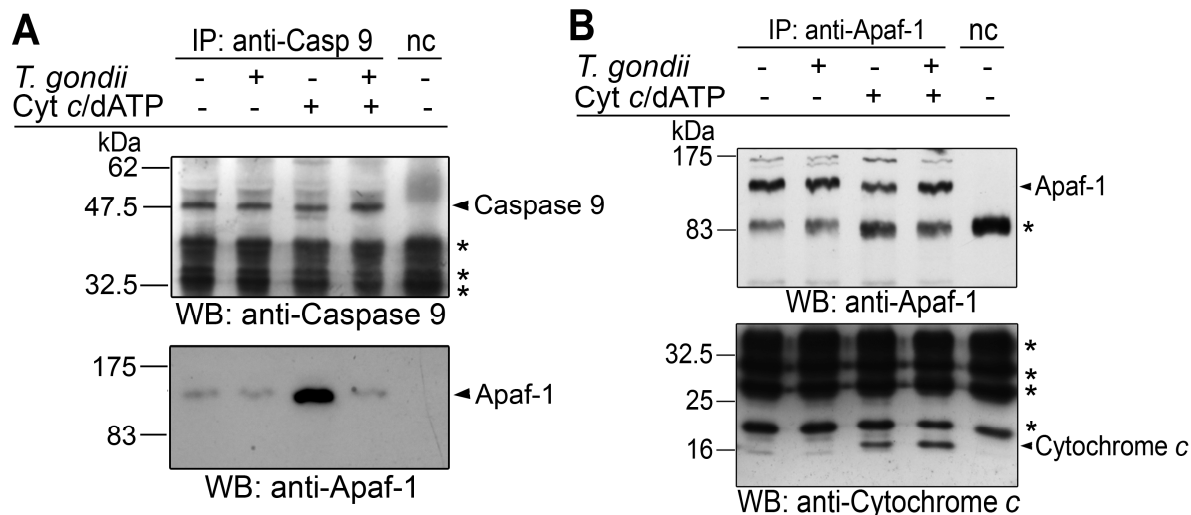 A
IP: anti-Casp 9 nc
T. gondii - + - + -
Cyt c/dATP - - + + -
kDa
62
47.5
Caspase 9
*
*
32.5
*
WB: anti-Caspase 9
175
Apaf-1
83
WB: anti-Apaf-1
B
IP: anti-Apaf-1 nc
T. gondii - + - + -
Cyt c/dATP - - + + -
kDa
175
Apaf-1
83
*
WB: anti-Apaf-1
*
32.5
*
*
25
*
16
Cytochrome c
WB: anti-Cytochrome c